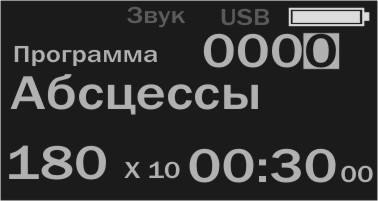 Звук USB
Программа 0000
Абсцессы
180 X 10 00:30 00